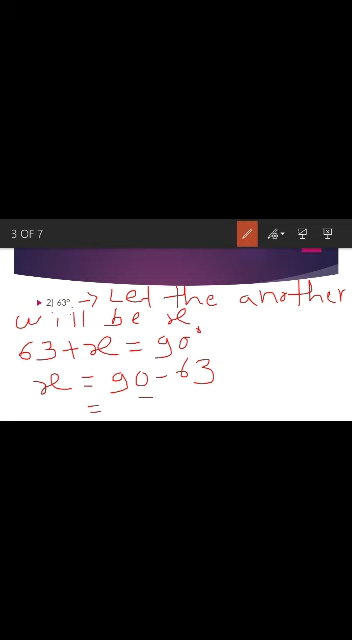 3 OF 7
2) 63°. → Let the another
will be x.
63 + x = 90
x = 90 - 63
=